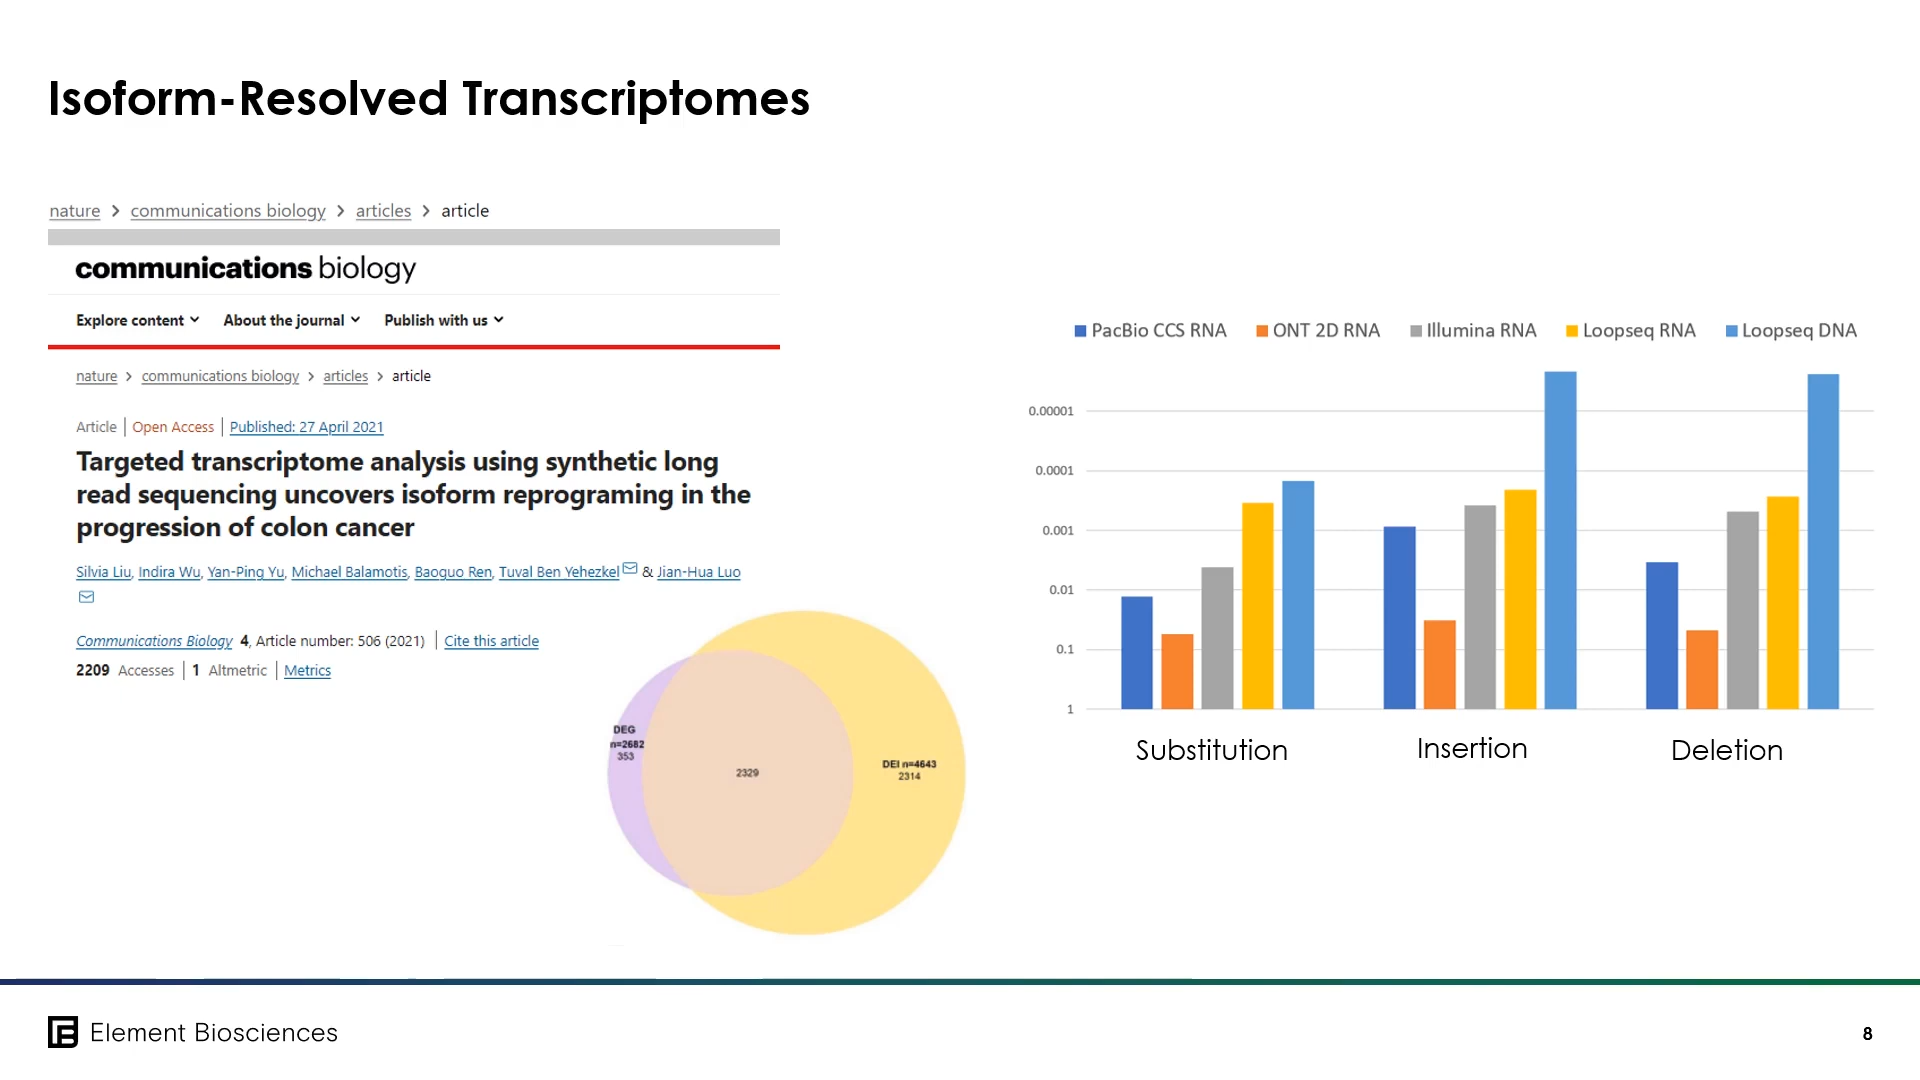 Isoform-Resolved Transcriptomes
nature > communications biology > articles > article
communications biology
Explore content About the journal Publish with us
nature > communications biology > articles > article
Article | Open Access | Published: 27 April 2021
Targeted transcriptome analysis using synthetic long
read sequencing uncovers isoform reprograming in the
progression of colon cancer
Silvia Liu, Indira Wu, Yan-Ping Yu, Michael Balamotis, Baoguo Ren, Tuval Ben Yehezkel & Jian-Hua Luo
Communications Biology 4, Article number: 506 (2021) | Cite this article
2209 Accesses | 1 Altmetric | Metrics
DEG
n=2682
353
2329
DEI n=4643
2314
PacBio CCS RNA ONT 2D RNA Illumina RNA Loopseq RNA Loopseq DNA
0.00001
0.0001
0.001
0.01
0.1
1
Substitution Insertion Deletion
Element Biosciences
8